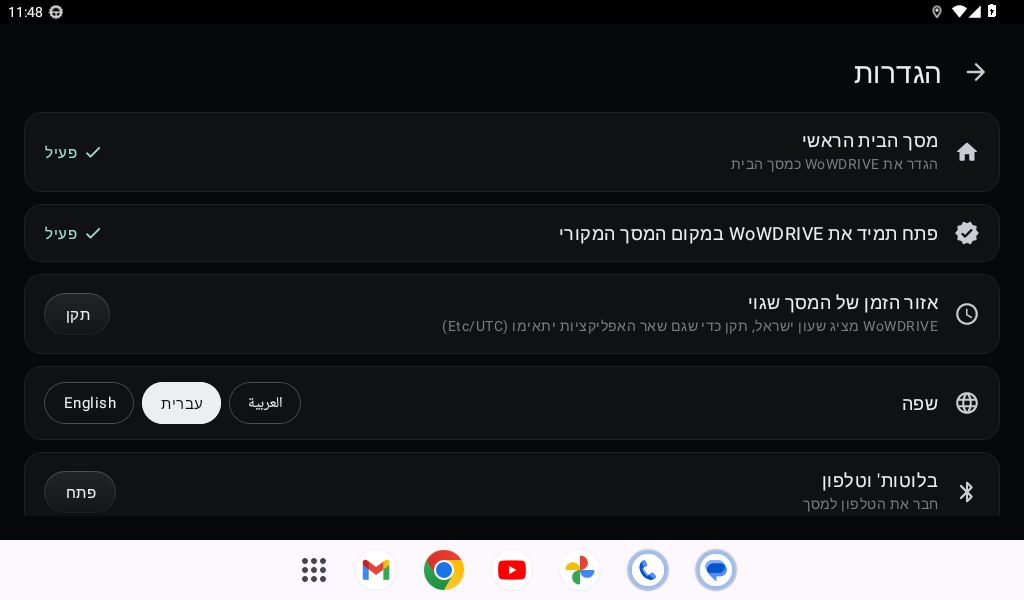 11:48
הגדרות
מסך הבית הראשי
הגדר את WoWDRIVE כמסך הבית
פעיל
פתח תמיד את WoWDRIVE במקום המסך המקורי
פעיל
אזור הזמן של המסך שגוי
WoWDRIVE מציג שעון ישראל, תקן כדי שגם שאר האפליקציות יתאימו (Etc/UTC)
תקן
שפה
العربية
עברית
English
בלוטות' וטלפון
חבר את הטלפון למסך
פתח